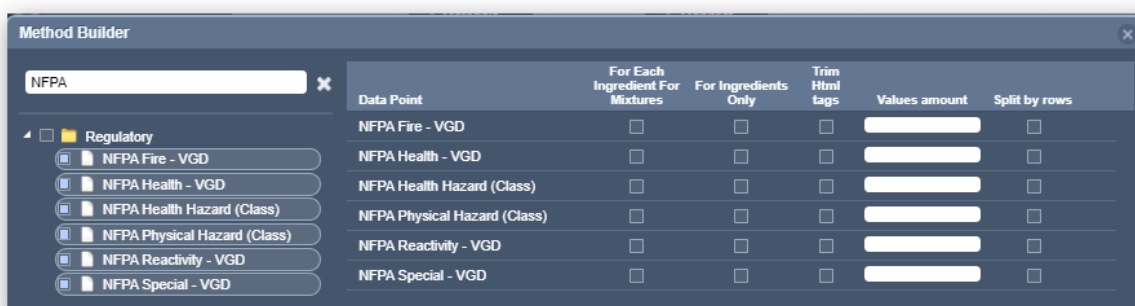 Method Builder
NFPA
Regulatory
NFPA Fire - VGD
NFPA Health - VGD
NFPA Health Hazard (Class)
NFPA Physical Hazard (Class)
NFPA Reactivity - VGD
NFPA Special - VGD
Data Point For Each Ingredient For Mixtures For Ingredients Only Trim Html tags Values amount Split by rows
NFPA Fire - VGD
NFPA Health - VGD
NFPA Health Hazard (Class)
NFPA Physical Hazard (Class)
NFPA Reactivity - VGD
NFPA Special - VGD